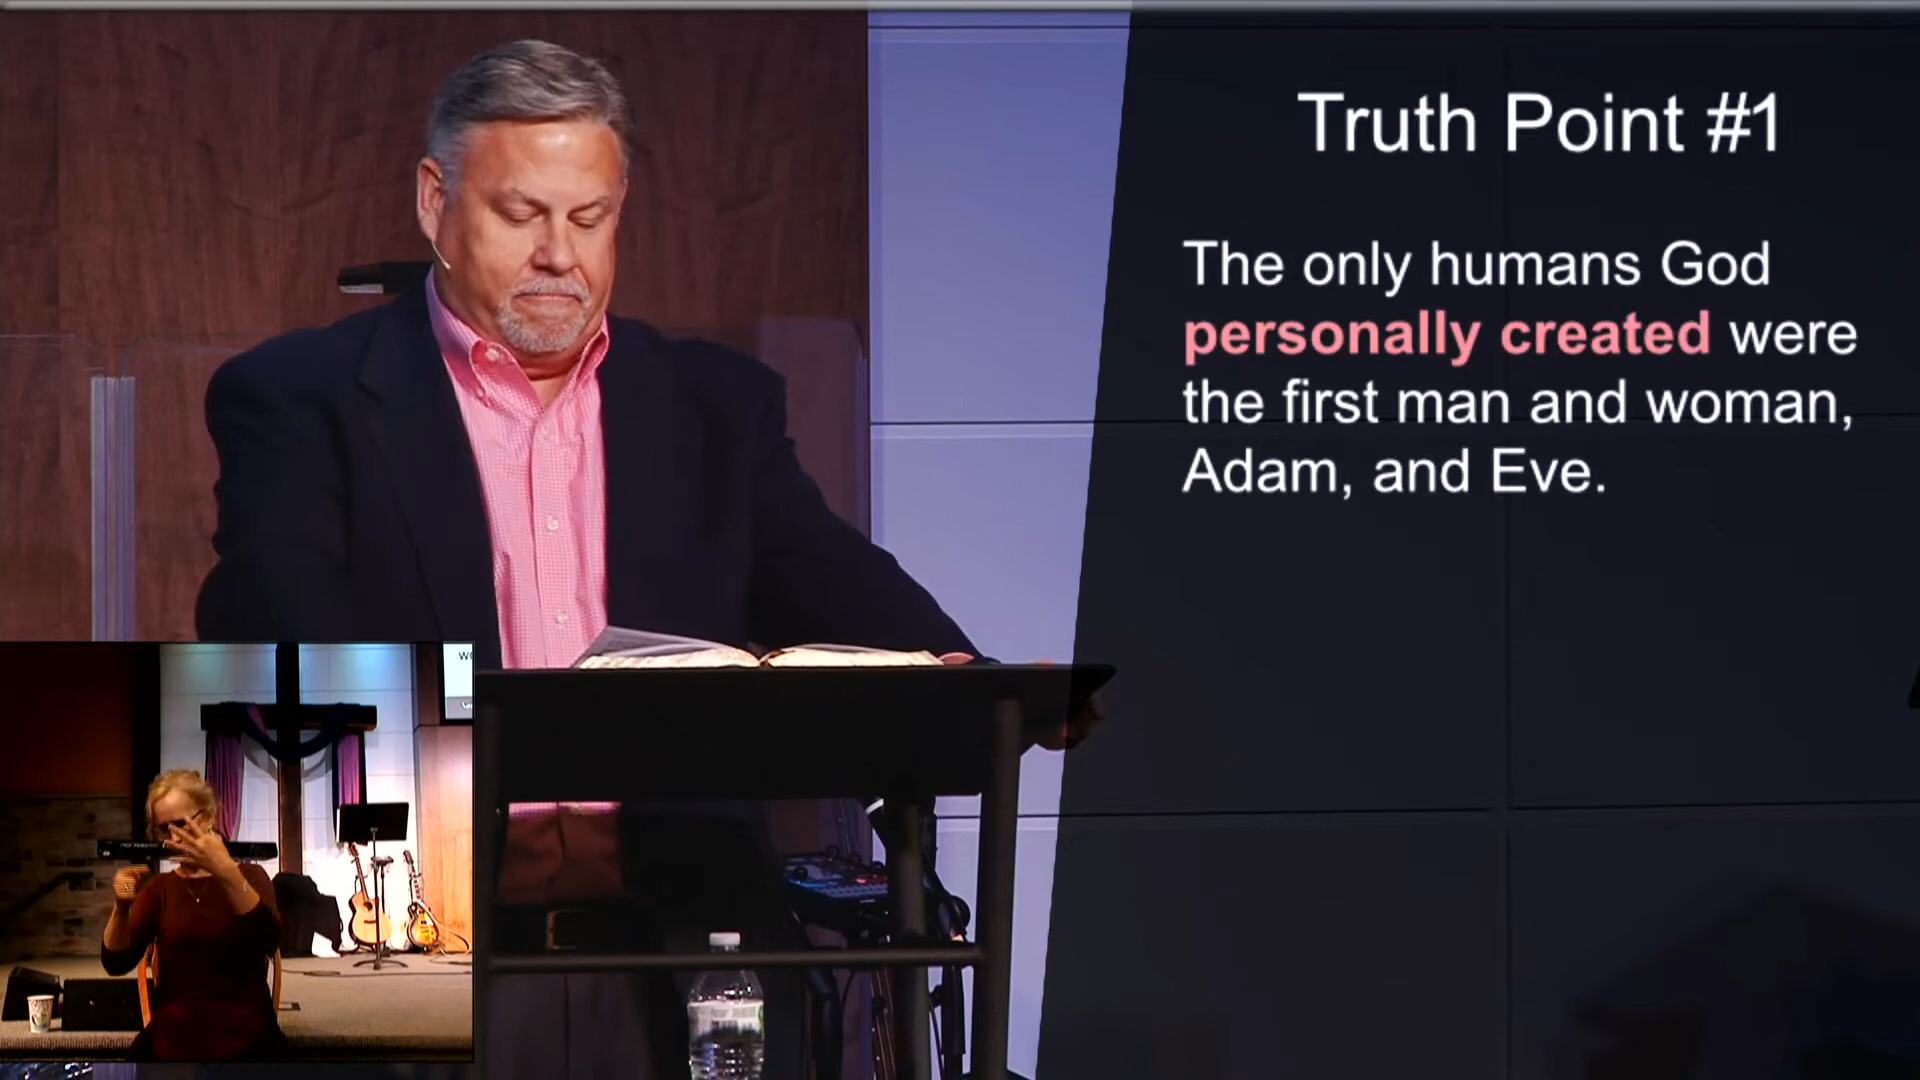 Truth Point #1
The only humans God
personally created were
the first man and woman,
Adam, and Eve.